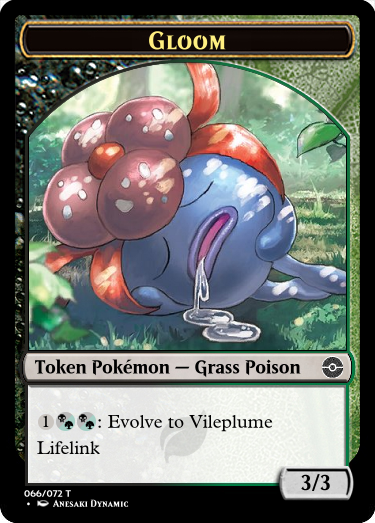 Gloom
Token Pokémon — Grass Poison
1: Evolve to Vileplume
Lifelink
3/3
066/072 T
• Anesaki Dynamic